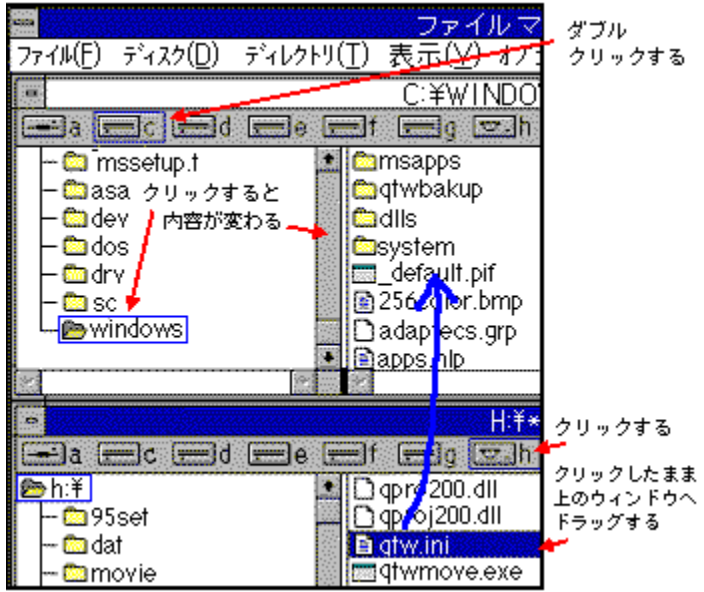 ファイル マ
ダブル
クリックする
ファイル(F) ディスク(D) ディレクトリ(T) 表示(V) オプ
C:¥WINDO
a c d e f g h
mssetup.t
asa
dev
dos
drv
sc
windows
クリックすると
内容が変わる
msapps
qtwbakup
dlls
system
_default.pif
256color.bmp
adaptecs.grp
apps.hlp
H:¥*
クリックする
a c d e f g h
クリックしたまま
上のウィンドウへ
ドラッグする
h:¥
95set
dat
movie
qpro200.dll
qproj200.dll
qtw.ini
qtwmove.exe